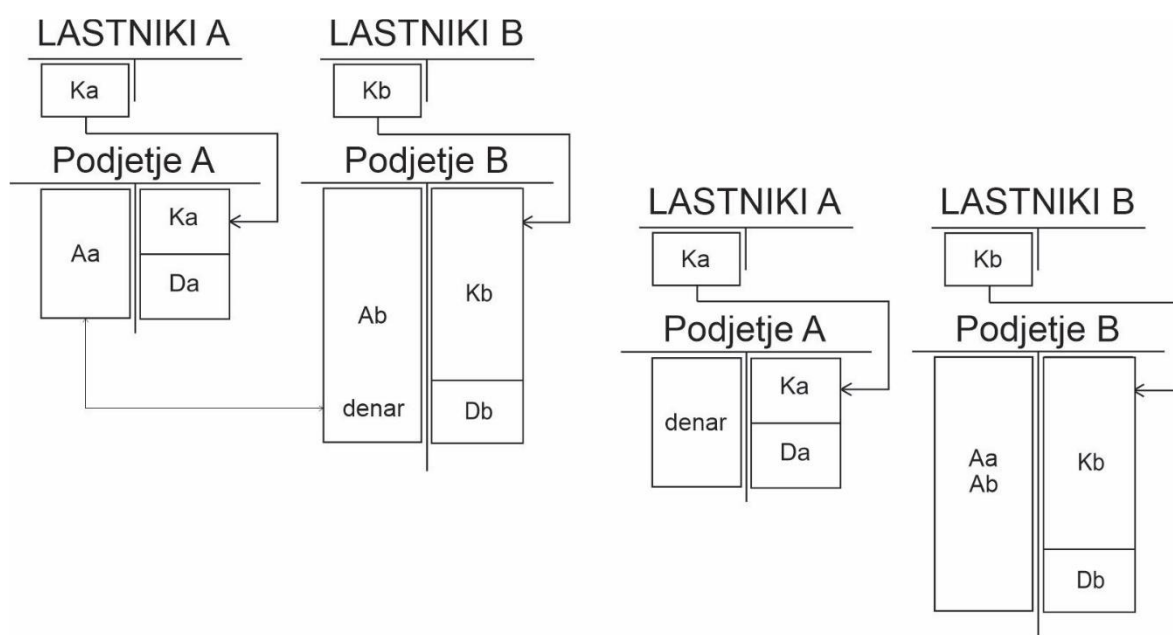 LASTNIKI A
Ka
Podjetje A
Aa
Ka
Da
LASTNIKI B
Kb
Podjetje B
Ab
denar
Kb
Db
LASTNIKI A
Ka
Podjetje A
denar
Ka
Da
LASTNIKI B
Kb
Podjetje B
Aa
Ab
Kb
Db